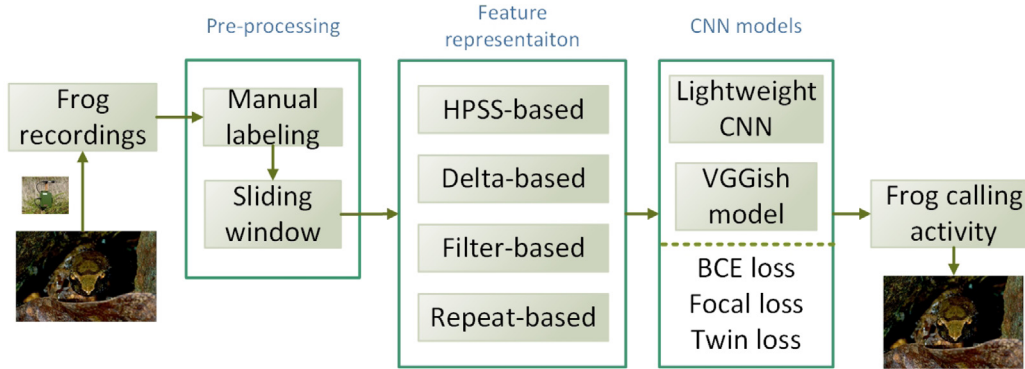 Pre-processing
Feature
representaiton
CNN models
Frog
recordings
Manual
labeling
Sliding
window
HPSS-based
Delta-based
Filter-based
Repeat-based
Lightweight
CNN
VGGish
model
BCE loss
Focal loss
Twin loss
Frog calling
activity